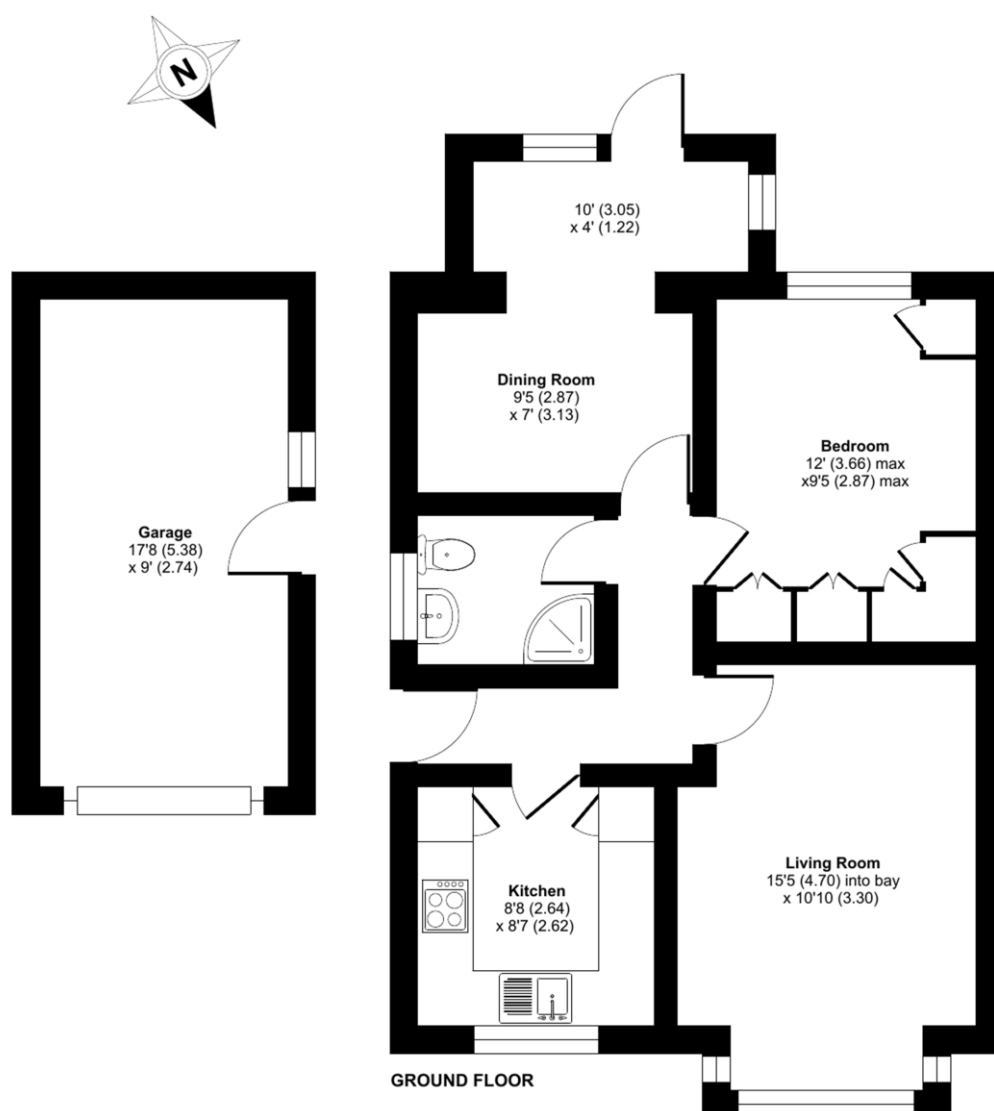 N
10' (3.05)
x 4' (1.22)
Dining Room
9'5 (2.87)
x 7' (3.13)
Bedroom
12' (3.66) max
x9'5 (2.87) max
Garage
17'8 (5.38)
x 9' (2.74)
Living Room
15'5 (4.70) into bay
x 10'10 (3.30)
Kitchen
8'8 (2.64)
x 8'7 (2.62)
GROUND FLOOR